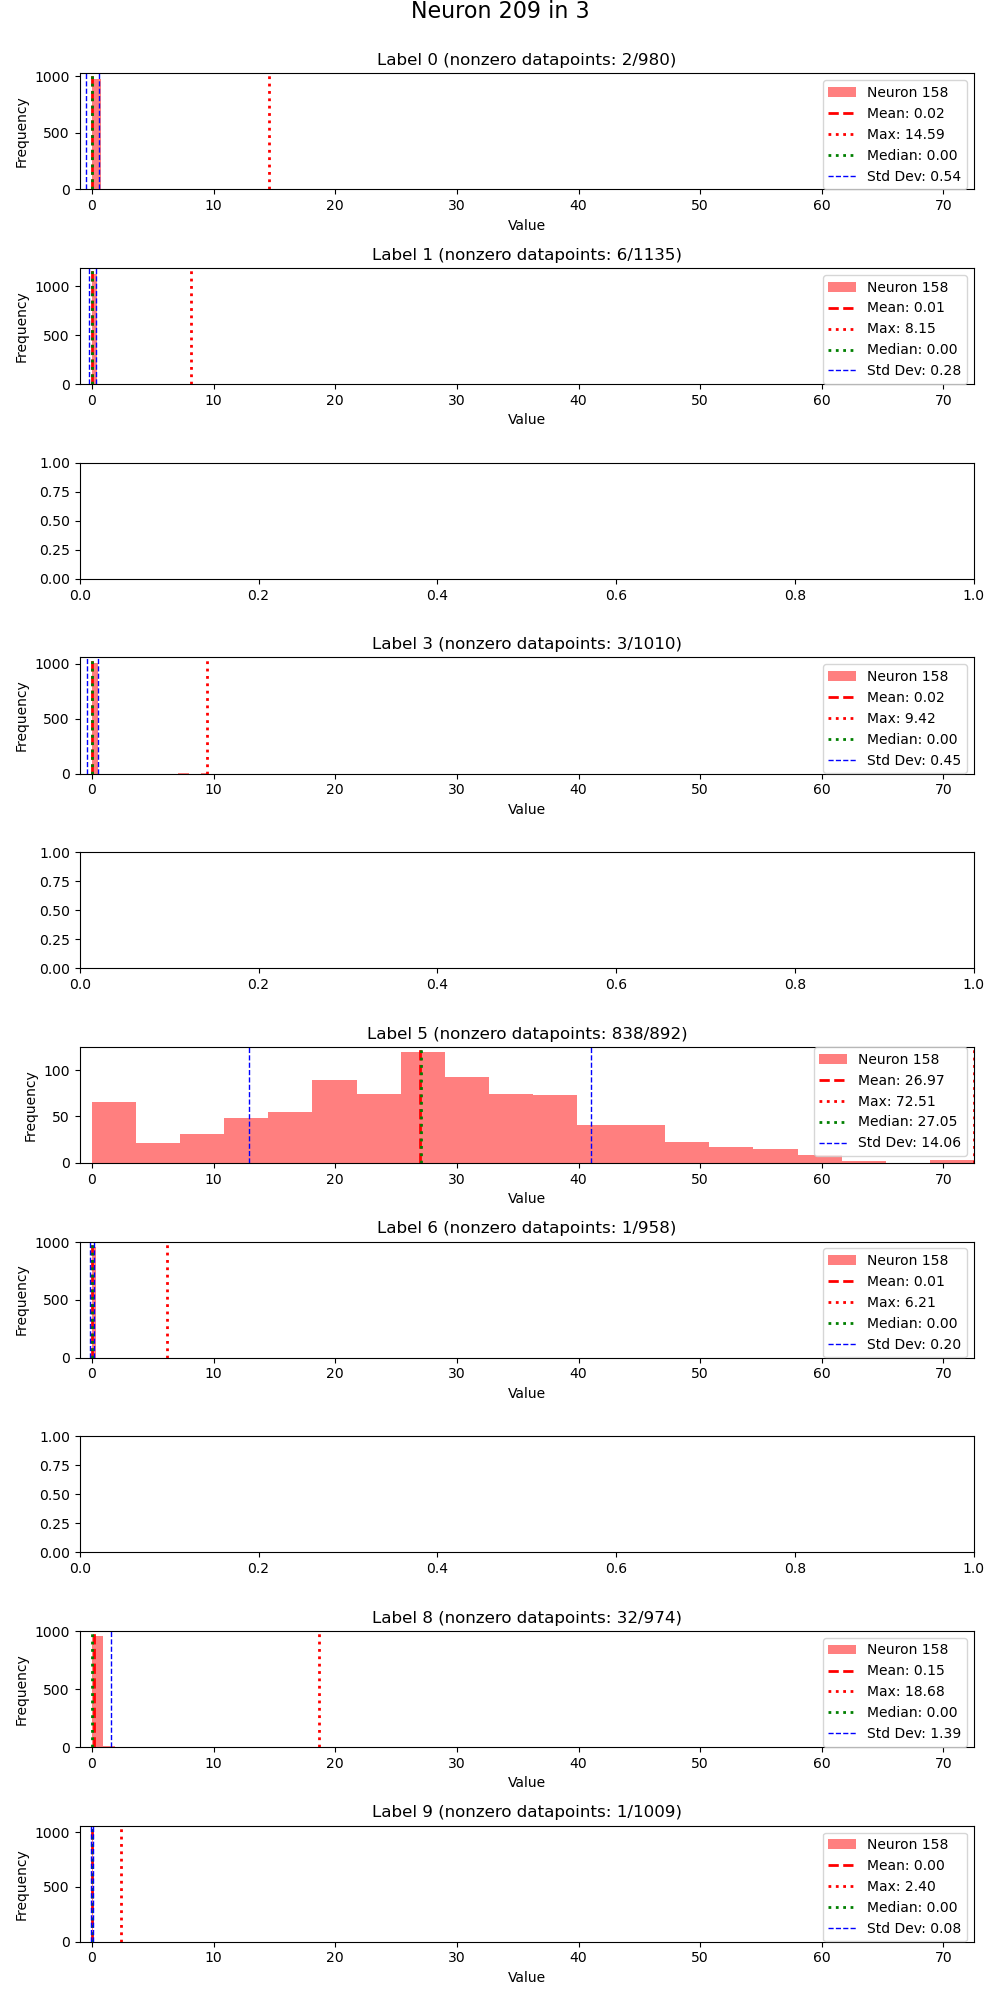 Neuron 209 in 3
Label 0 (nonzero datapoints: 2/980)
Frequency
1000
500
0
Neuron 158
Mean: 0.02
Max: 14.59
Median: 0.00
Std Dev: 0.54
0 10 20 30 40 50 60 70
Value
Label 1 (nonzero datapoints: 6/1135)
Frequency
1000
500
0
Neuron 158
Mean: 0.01
Max: 8.15
Median: 0.00
Std Dev: 0.28
0 10 20 30 40 50 60 70
Value
1.00
0.75
0.50
0.25
0.00
0.0 0.2 0.4 0.6 0.8 1.0
Label 3 (nonzero datapoints: 3/1010)
Frequency
1000
500
0
Neuron 158
Mean: 0.02
Max: 9.42
Median: 0.00
Std Dev: 0.45
0 10 20 30 40 50 60 70
Value
1.00
0.75
0.50
0.25
0.00
0.0 0.2 0.4 0.6 0.8 1.0
Label 5 (nonzero datapoints: 838/892)
Frequency
100
50
0
Neuron 158
Mean: 26.97
Max: 72.51
Median: 27.05
Std Dev: 14.06
0 10 20 30 40 50 60 70
Value
Label 6 (nonzero datapoints: 1/958)
Frequency
1000
500
0
Neuron 158
Mean: 0.01
Max: 6.21
Median: 0.00
Std Dev: 0.20
0 10 20 30 40 50 60 70
Value
1.00
0.75
0.50
0.25
0.00
0.0 0.2 0.4 0.6 0.8 1.0
Label 8 (nonzero datapoints: 32/974)
Frequency
1000
500
0
Neuron 158
Mean: 0.15
Max: 18.68
Median: 0.00
Std Dev: 1.39
0 10 20 30 40 50 60 70
Value
Label 9 (nonzero datapoints: 1/1009)
Frequency
1000
500
0
Neuron 158
Mean: 0.00
Max: 2.40
Median: 0.00
Std Dev: 0.08
0 10 20 30 40 50 60 70
Value